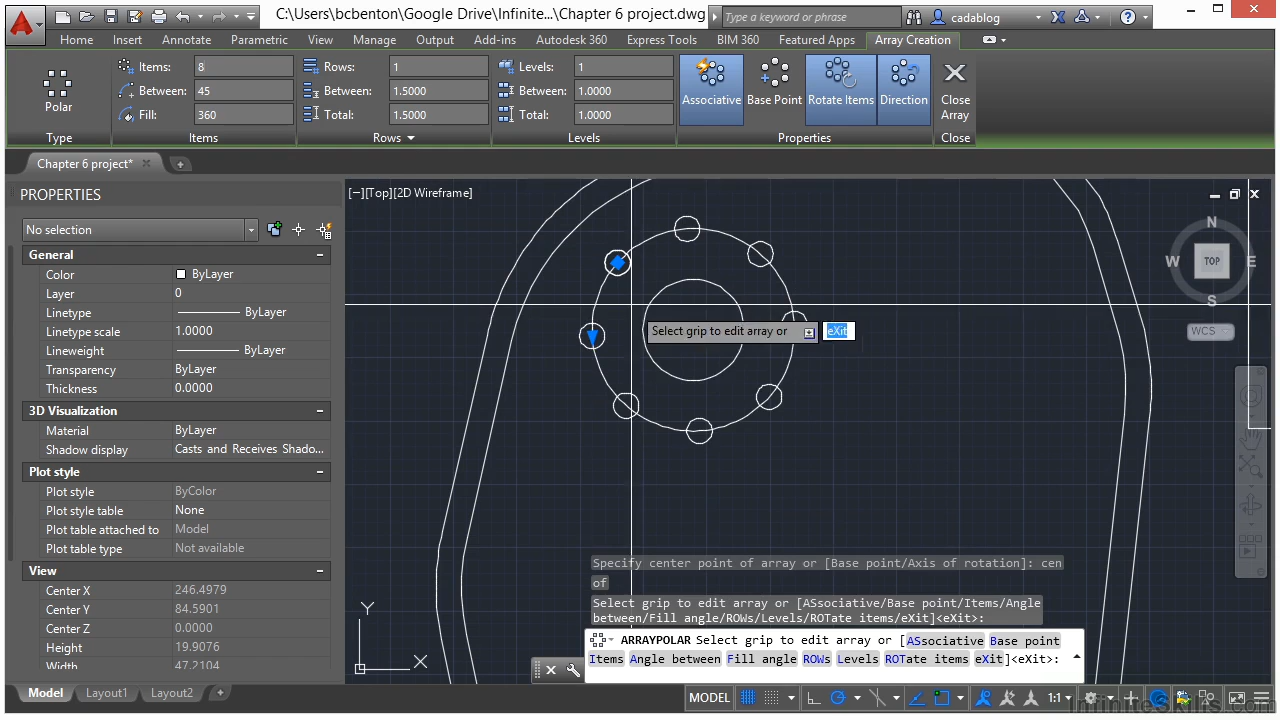 C:\Users\bcbenton\Google Drive\Infinite...\Chapter 6 project.dwg
Type a keyword or phrase
cadablog
Home Insert Annotate Parametric View Manage Output Add-ins Autodesk 360 Express Tools BIM 360 Featured Apps Array Creation
Polar
Type
Items: 8
Between: 45
Fill: 360
Items
Rows: 1
Between: 1.5000
Total: 1.5000
Rows
Levels: 1
Between: 1.0000
Total: 1.0000
Levels
Associative Base Point Rotate Items Direction
Properties
Close
Array
Close
Chapter 6 project*
PROPERTIES
No selection
General
Color ByLayer
Layer 0
Linetype ByLayer
Linetype scale 1.0000
Lineweight ByLayer
Transparency ByLayer
Thickness 0.0000
3D Visualization
Material ByLayer
Shadow display Casts and Receives Shado...
Plot style
Plot style ByColor
Plot style table None
Plot table attached to Model
Plot table type Not available
View
Center X 246.4979
Center Y 84.5901
Center Z 0.0000
Height 19.9076
Width 47.2104
[−][Top][2D Wireframe]
N
W TOP E
S
WCS
Select grip to edit array or eXit
Y
X
Specify center point of array or [Base point/Axis of rotation]: cen
of
Select grip to edit array or [ASsociative/Base point/Items/Angle
between/Fill angle/ROWs/Levels/ROTate items/eXit]<eXit>:
ARRAYPOLAR Select grip to edit array or [ASsociative Base point
Items Angle between Fill angle ROWs Levels ROTate items eXit]<eXit>:
Model Layout1 Layout2
MODEL 1:1
InfiniteSkills.com